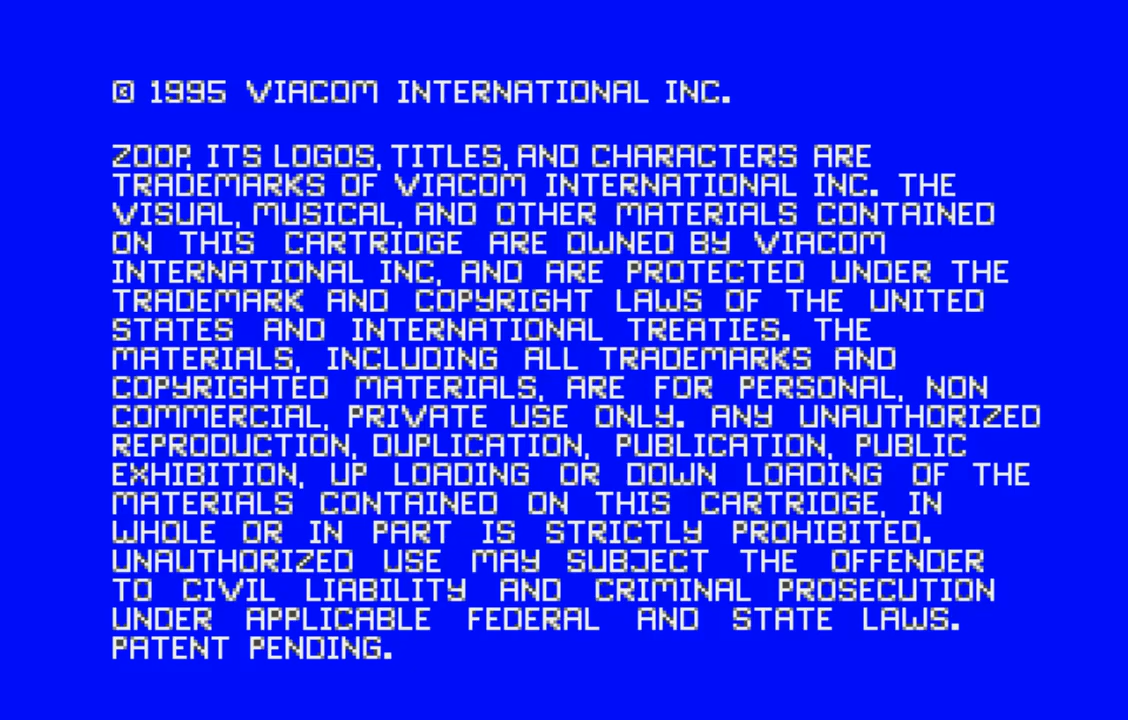 © 1995 VIACOM INTERNATIONAL INC.
ZOOP, ITS LOGOS, TITLES, AND CHARACTERS ARE
TRADEMARKS OF VIACOM INTERNATIONAL INC. THE
VISUAL, MUSICAL, AND OTHER MATERIALS CONTAINED
ON THIS CARTRIDGE ARE OWNED BY VIACOM
INTERNATIONAL INC, AND ARE PROTECTED UNDER THE
TRADEMARK AND COPYRIGHT LAWS OF THE UNITED
STATES AND INTERNATIONAL TREATIES. THE
MATERIALS, INCLUDING ALL TRADEMARKS AND
COPYRIGHTED MATERIALS, ARE FOR PERSONAL, NON
COMMERCIAL, PRIVATE USE ONLY. ANY UNAUTHORIZED
REPRODUCTION, DUPLICATION, PUBLICATION, PUBLIC
EXHIBITION, UP LOADING OR DOWN LOADING OF THE
MATERIALS CONTAINED ON THIS CARTRIDGE, IN
WHOLE OR IN PART IS STRICTLY PROHIBITED.
UNAUTHORIZED USE MAY SUBJECT THE OFFENDER
TO CIVIL LIABILITY AND CRIMINAL PROSECUTION
UNDER APPLICABLE FEDERAL AND STATE LAWS.
PATENT PENDING.